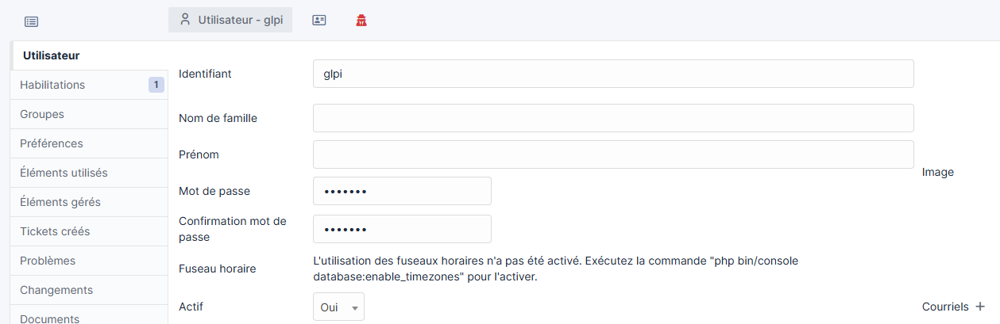 Utilisateur - glpi
Utilisateur
Habilitations 1
Groupes
Préférences
Éléments utilisés
Éléments gérés
Tickets créés
Problèmes
Changements
Documents
Identifiant glpi
Nom de famille
Prénom
Image
Mot de passe •••••••
Confirmation mot de
passe •••••••
Fuseau horaire
L'utilisation des fuseaux horaires n'a pas été activé. Exécutez la commande "php bin/console
database:enable_timezones" pour l'activer.
Actif Oui
Courriels +